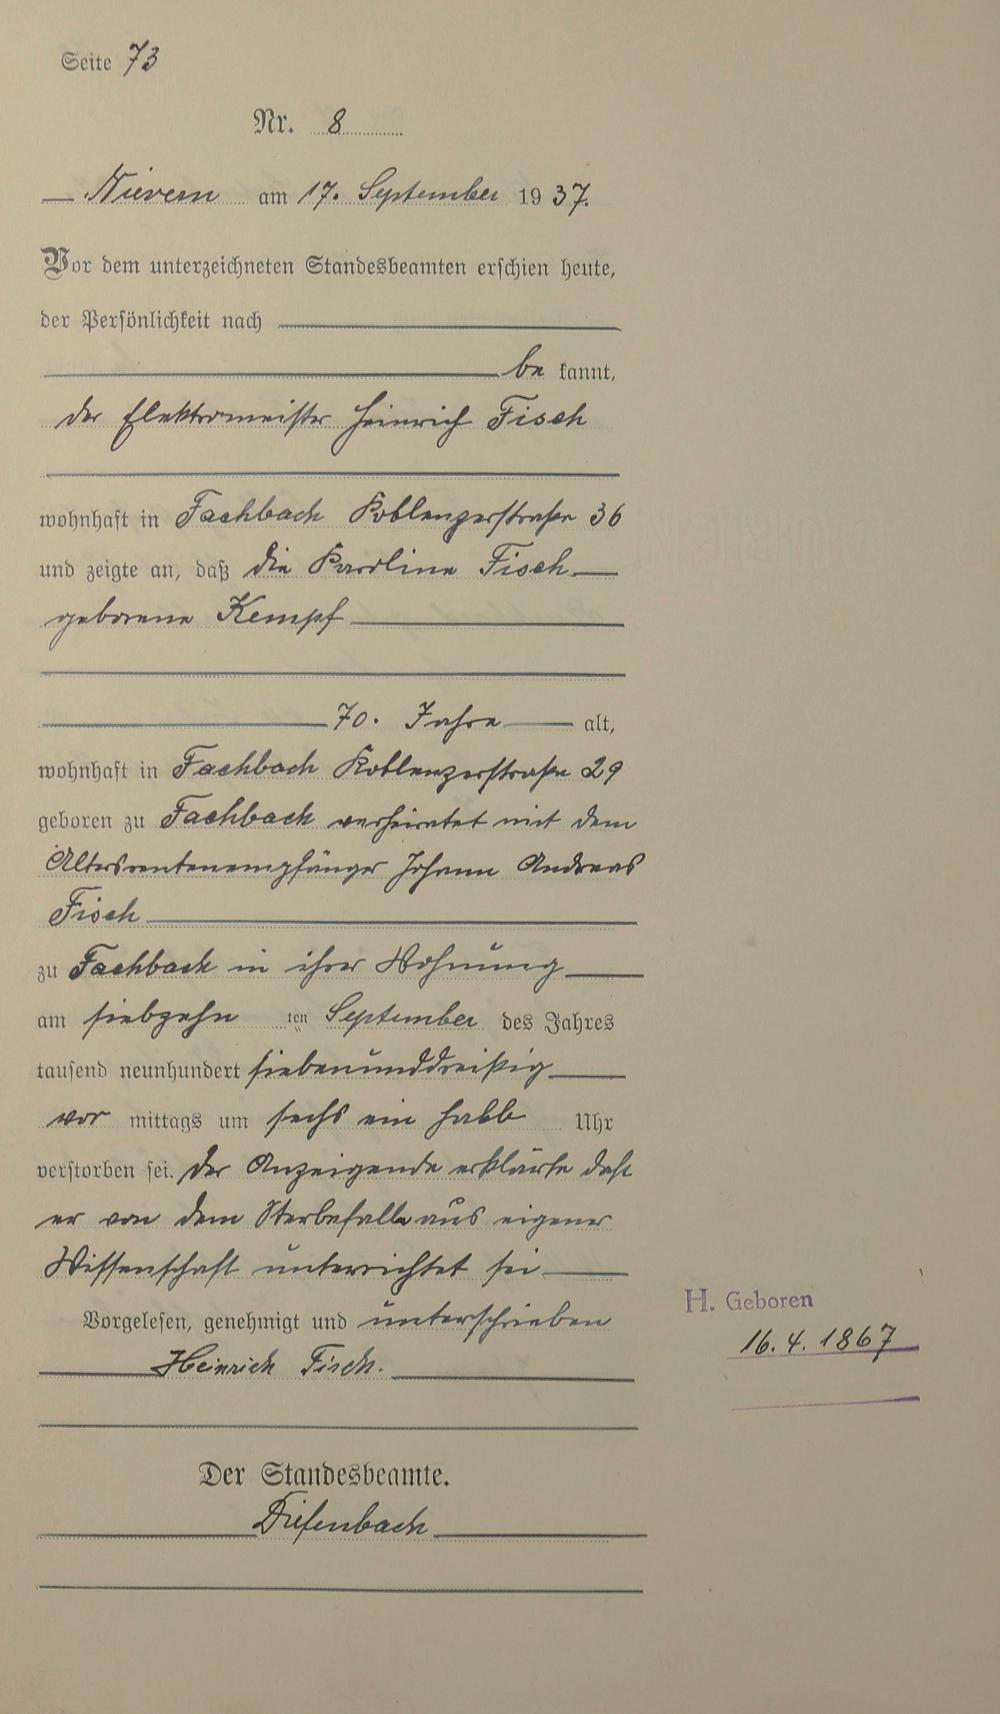 Seite 73
Nr. 8
Nievern am 17. September 1937.
Vor dem unterzeichneten Standesbeamten erschien heute,
der Persönlichkeit nach
be kannt,
der Elektromeister Heinrich Fisch
wohnhaft in Fachbach Koblenzerstraße 36
und zeigte an, daß die Karoline Fisch
geborene Kempf
70. Jahre alt,
wohnhaft in Fachbach Koblenzerstraße 29
geboren zu Fachbach verheiratet mit dem
Altersrentenempfänger Johann Andreas
Fisch
zu Fachbach in ihrer Wohnung
am siebzehn ten September des Jahres
tausend neunhundert siebenunddreißig
vor mittags um sechs ein halb Uhr
verstorben sei. Der Anzeigende erklärte daß
er von dem Sterbefalle aus eigener
Wissenschaft unterrichtet sei
Vorgelesen, genehmigt und unterschrieben
Heinrich Fisch.
Der Standesbeamte.
Diefenbach
H. Geboren
16. 4. 1867